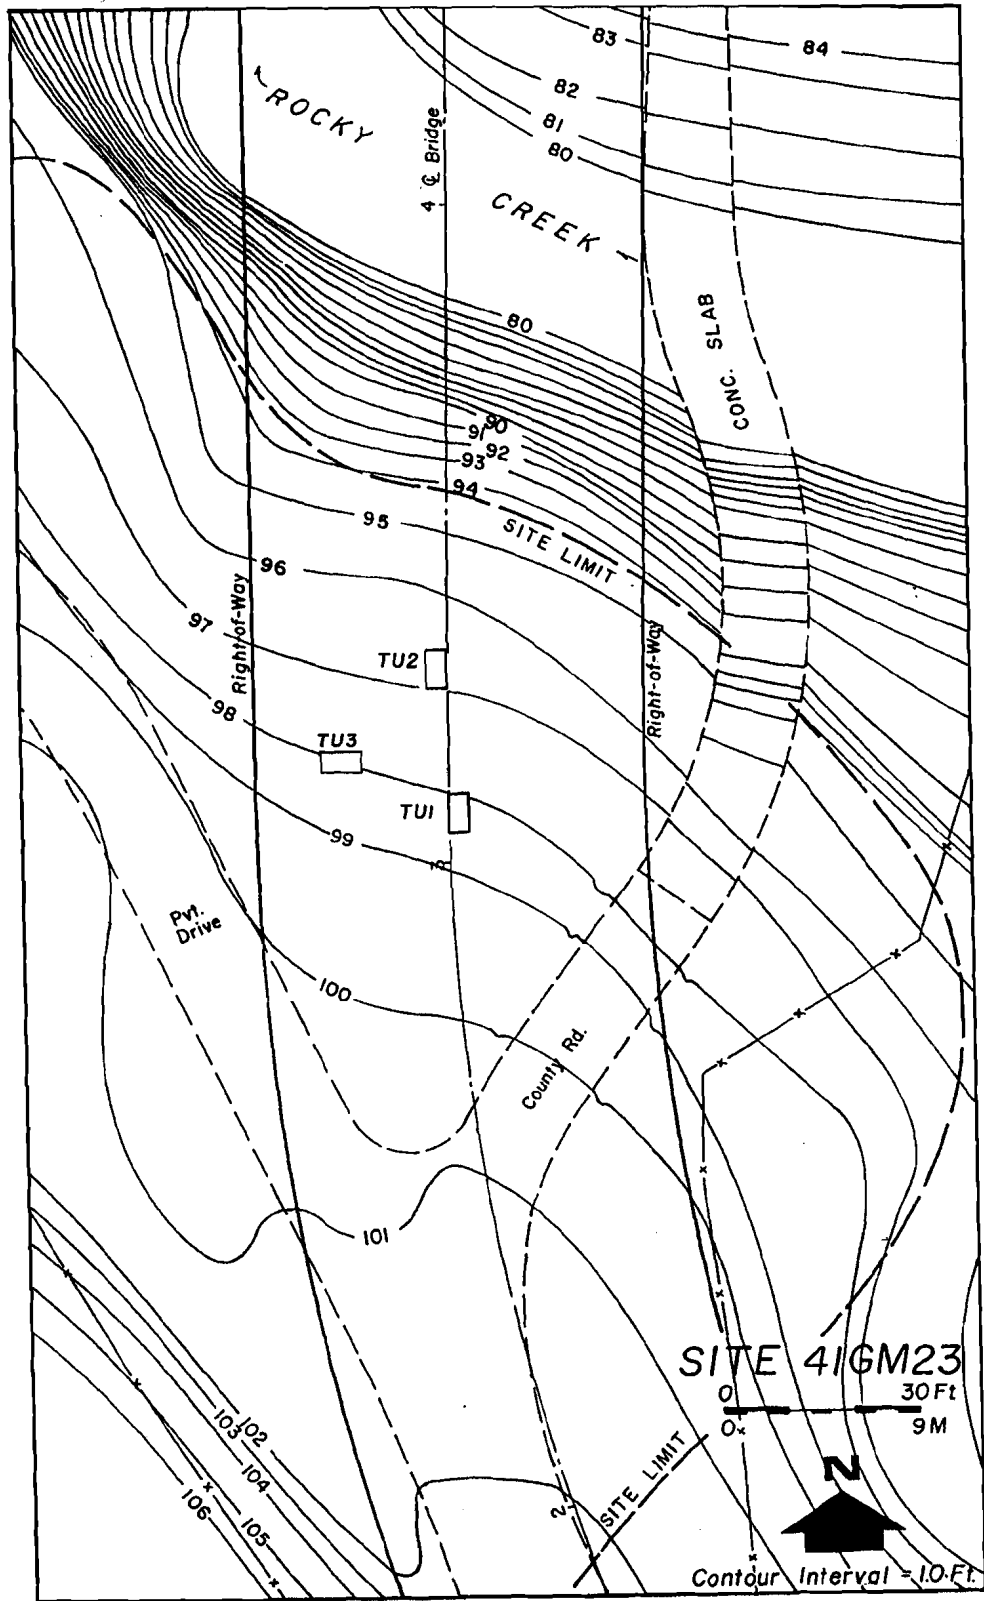 83
84
82
ROCKY
81
80
4 ℄ Bridge
CREEK
CONC. SLAB
80
90
91
92
93
94
95
SITE LIMIT
96
97
Right-of-Way
Right-of-Way
TU2
98
TU3
TU1
99
3
Pvt.
Drive
100
County Rd.
101
SITE 41GM23
0 30 Ft
0 9 M
102
103
104
SITE LIMIT
N
106
105
2
Contour Interval = 1.0 Ft.